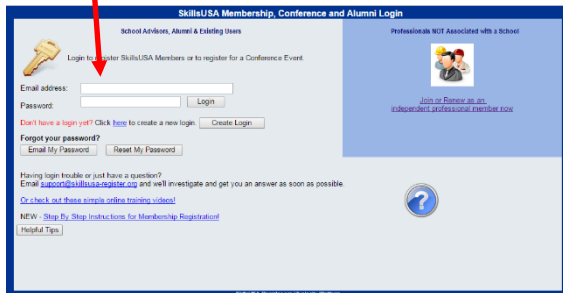 SkillsUSA Membership, Conference and Alumni Login
School Advisors, Alumni & Existing Users
Login to register SkillsUSA Members or to register for a Conference Event.
Email address:
Password:
Login
Don't have a login yet? Click here to create a new login.
Create Login
Forgot your password?
Email My Password
Reset My Password
Having login trouble or just have a question?
Email support@skillsusa-register.org and we'll investigate and get you an answer as soon as possible.
Or check out these simple online training videos!
NEW - Step By Step Instructions for Membership Registration!
Helpful Tips
Professionals NOT Associated with a School
Join or Renew as an
independent professional member now
?